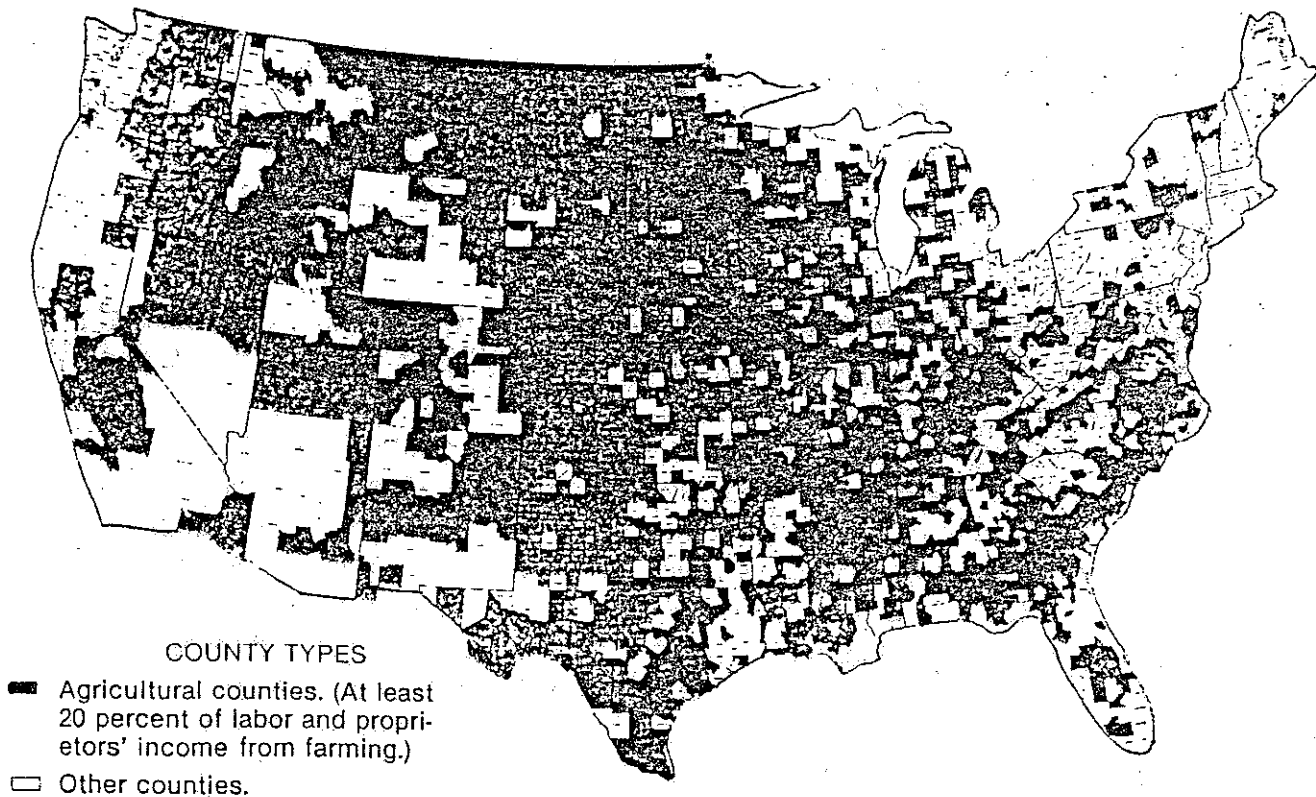 COUNTY TYPES
Agricultural counties. (At least
20 percent of labor and propri-
etors' income from farming.)
Other counties.